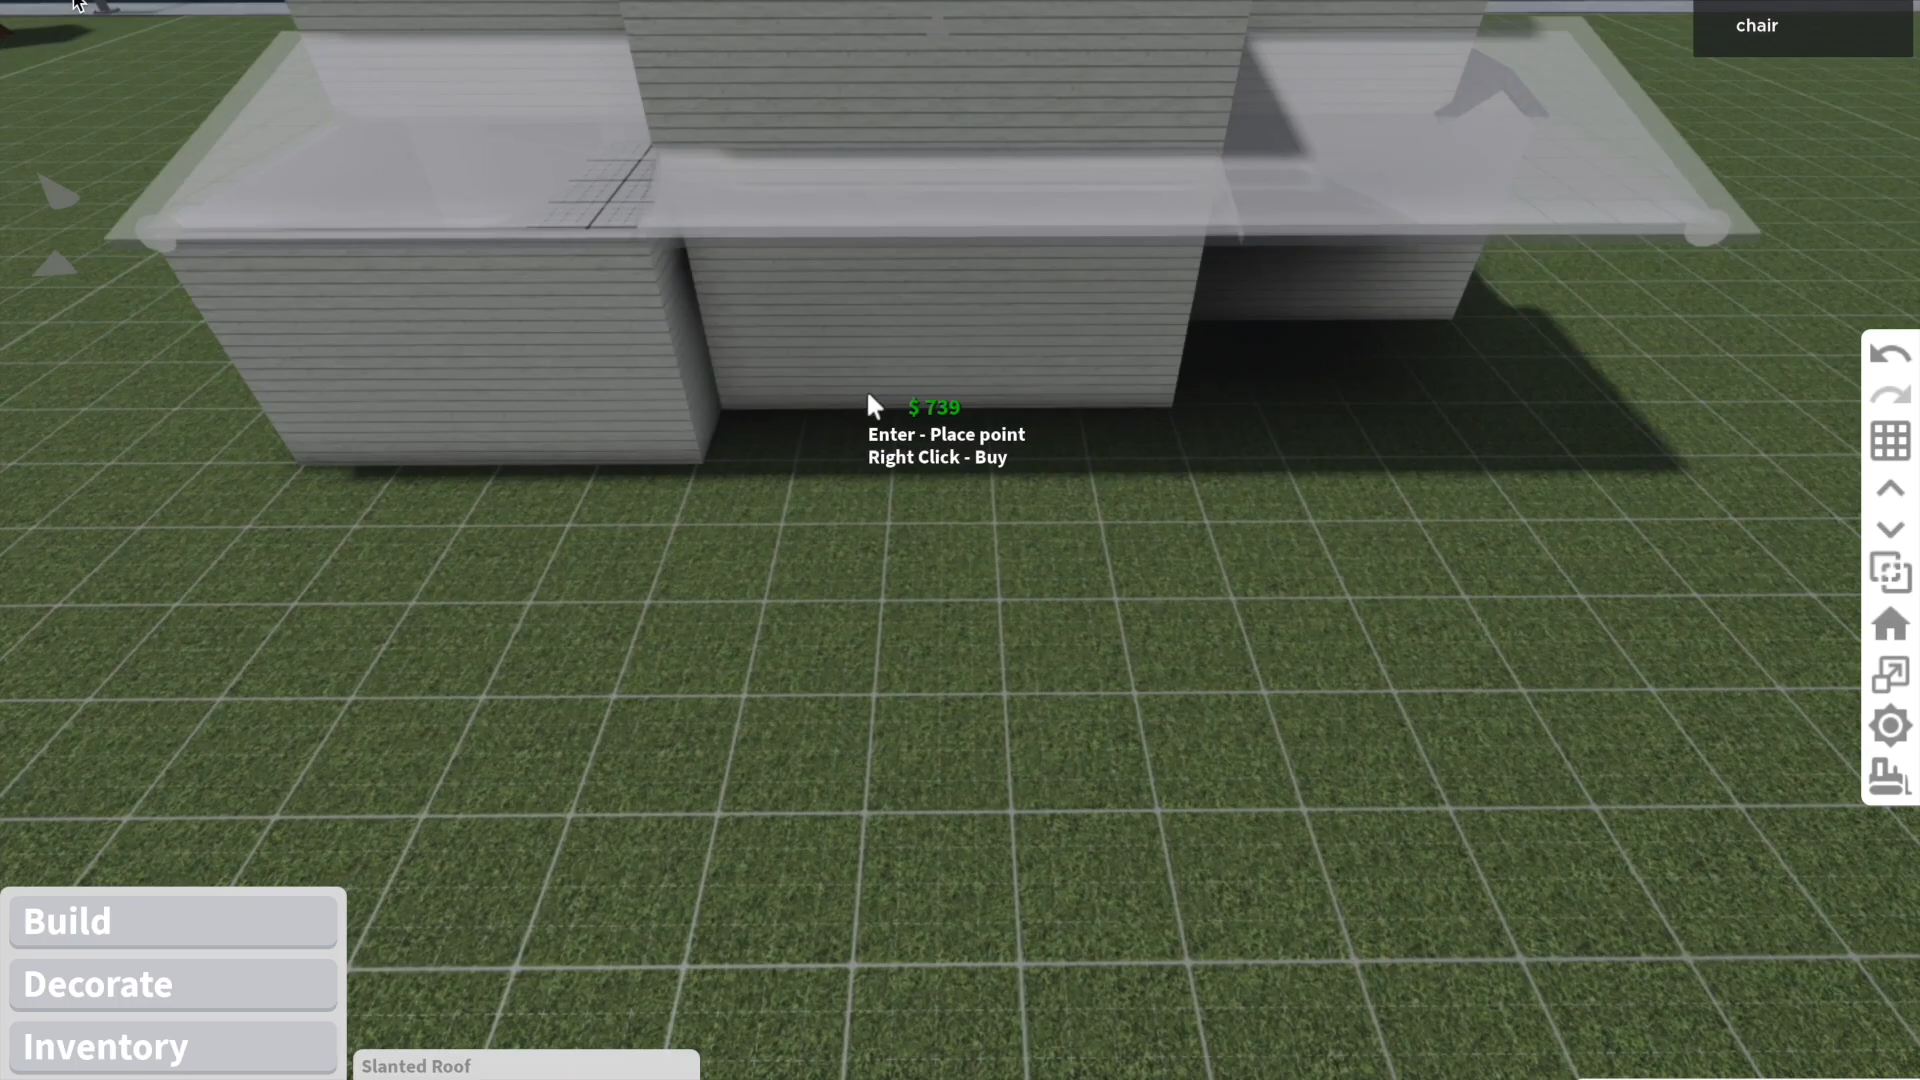 chair
$ 739
Enter - Place point
Right Click - Buy
Build
Decorate
Inventory
Slanted Roof